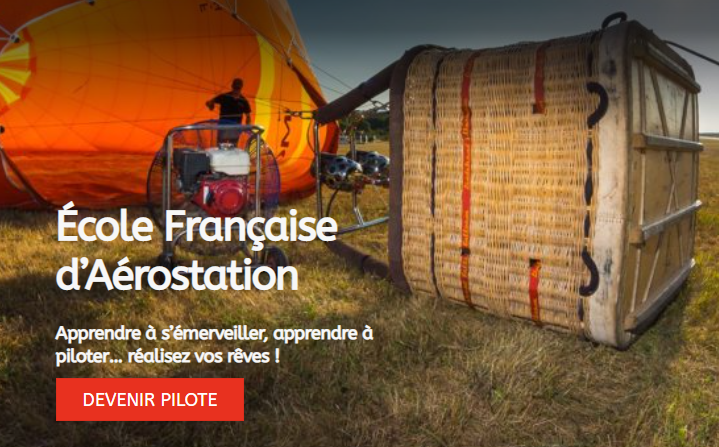 École Française
d’Aérostation
Apprendre à s’émerveiller, apprendre à
piloter... réalisez vos rêves !
DEVENIR PILOTE